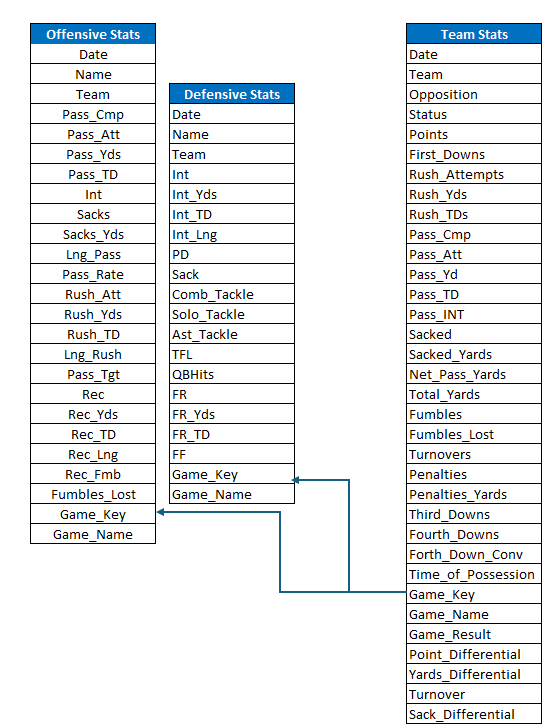 Offensive Stats
Date
Name
Team
Pass_Cmp
Pass_Att
Pass_Yds
Pass_TD
Int
Sacks
Sacks_Yds
Lng_Pass
Pass_Rate
Rush_Att
Rush_Yds
Rush_TD
Lng_Rush
Pass_Tgt
Rec
Rec_Yds
Rec_TD
Rec_Lng
Rec_Fmb
Fumbles_Lost
Game_Key
Game_Name
Defensive Stats
Date
Name
Team
Int
Int_Yds
Int_TD
Int_Lng
PD
Sack
Comb_Tackle
Solo_Tackle
Ast_Tackle
TFL
QBHits
FR
FR_Yds
FR_TD
FF
Game_Key
Game_Name
Team Stats
Date
Team
Opposition
Status
Points
First_Downs
Rush_Attempts
Rush_Yds
Rush_TDs
Pass_Cmp
Pass_Att
Pass_Yd
Pass_TD
Pass_INT
Sacked
Sacked_Yards
Net_Pass_Yards
Total_Yards
Fumbles
Fumbles_Lost
Turnovers
Penalties
Penalties_Yards
Third_Downs
Fourth_Downs
Forth_Down_Conv
Time_of_Possession
Game_Key
Game_Name
Game_Result
Point_Differential
Yards_Differential
Turnover
Sack_Differential